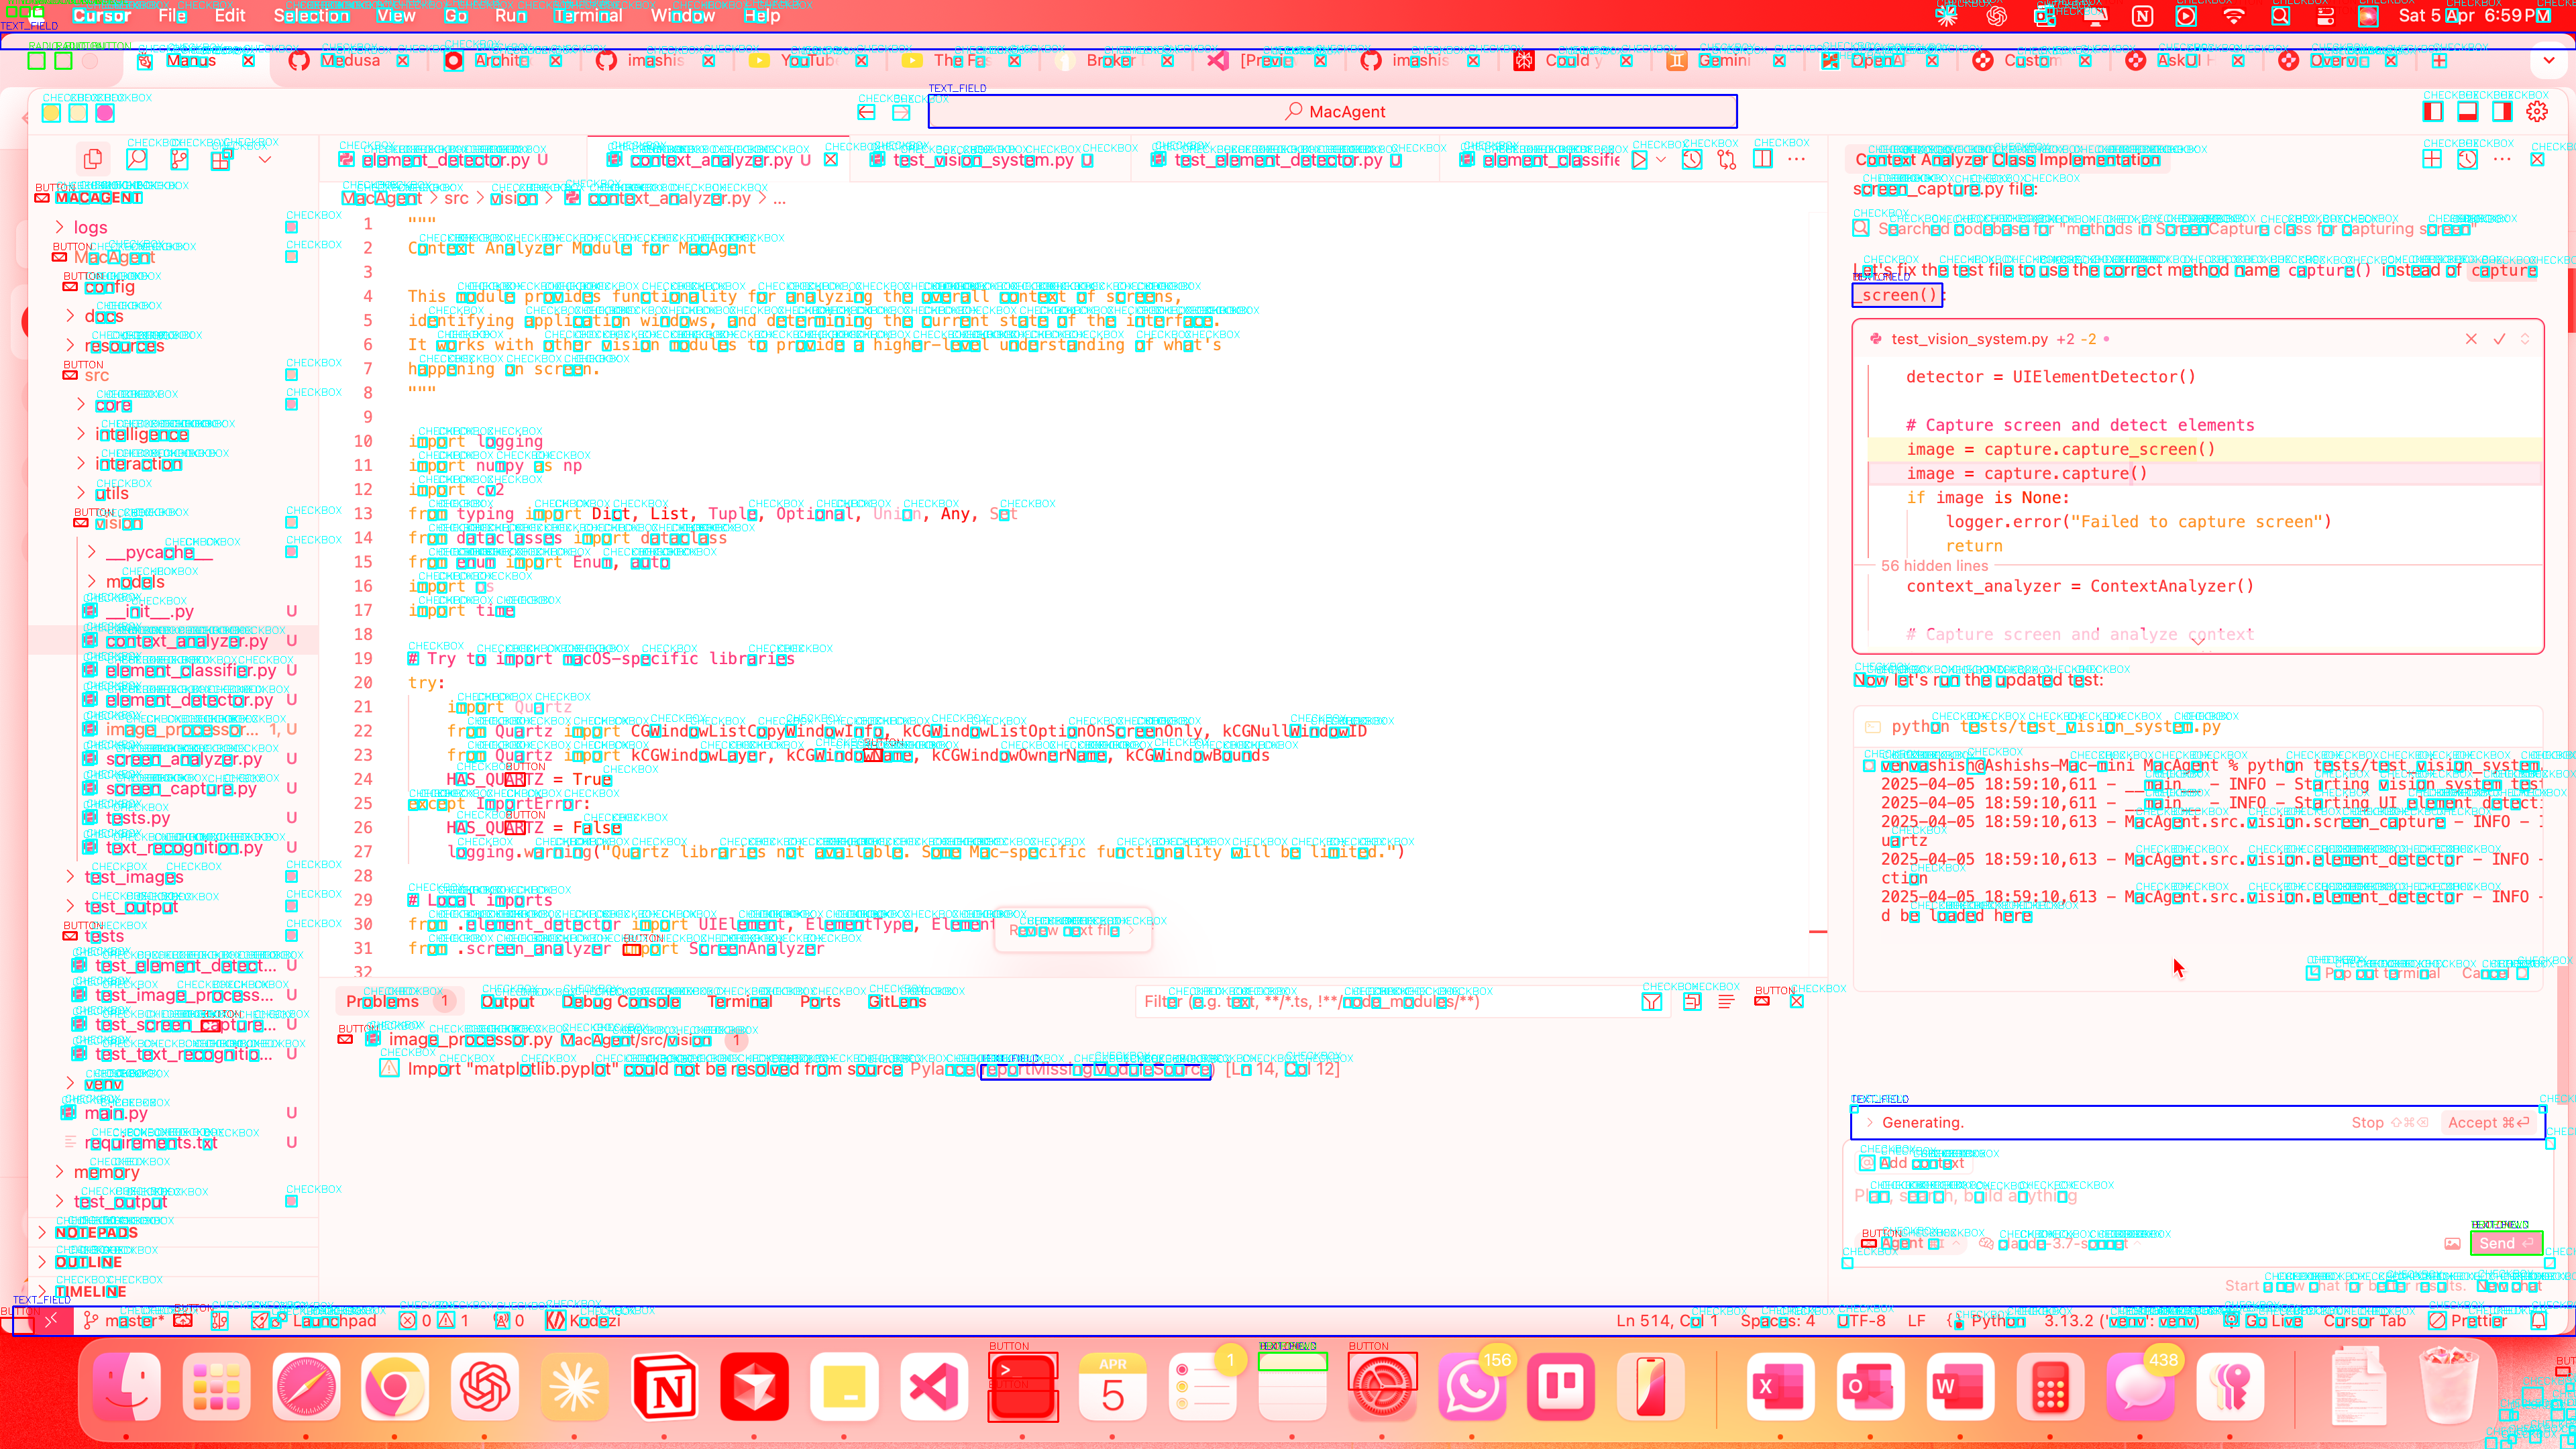 Cursor File Edit Selection View Go Run Terminal Window Help
Sat 5 Apr 6:59 PM
Manus Medusa Archit imashis YouTub The Fas Broker [Previe imashis Could y Gemini OpenA Custom AskUI Overv
MacAgent
MACAGENT
logs
MacAgent
config
docs
resources
src
core
intelligence
interaction
utils
vision
__pycache__
models
__init__.py U
context_analyzer.py U
element_classifier.py U
element_detector.py U
image_processor... 1, U
screen_analyzer.py U
screen_capture.py U
tests.py U
text_recognition.py U
test_images
test_output
tests
test_element_detect... U
test_image_process... U
test_screen_capture... U
test_text_recognitio... U
venv
main.py U
requirements.txt U
memory
test_output
NOTEPADS
OUTLINE
TIMELINE
element_detector.py U context_analyzer.py U test_vision_system.py U test_element_detector.py U element_classifie
MacAgent > src > vision > context_analyzer.py > ...
1 """
2 Context Analyzer Module for MacAgent
3
4 This module provides functionality for analyzing the overall context of screens,
5 identifying application windows, and determining the current state of the interface.
6 It works with other vision modules to provide a higher-level understanding of what's
7 happening on screen.
8 """
9
10 import logging
11 import numpy as np
12 import cv2
13 from typing import Dict, List, Tuple, Optional, Union, Any, Set
14 from dataclasses import dataclass
15 from enum import Enum, auto
16 import os
17 import time
18
19 # Try to import macOS-specific libraries
20 try:
21 import Quartz
22 from Quartz import CGWindowListCopyWindowInfo, kCGWindowListOptionOnScreenOnly, kCGNullWindowID
23 from Quartz import kCGWindowLayer, kCGWindowName, kCGWindowOwnerName, kCGWindowBounds
24 HAS_QUARTZ = True
25 except ImportError:
26 HAS_QUARTZ = False
27 logging.warning("Quartz libraries not available. Some Mac-specific functionality will be limited.")
28
29 # Local imports
30 from .element_detector import UIElement, ElementType, Element
31 from .screen_analyzer import ScreenAnalyzer
32
Review next file
Problems 1 Output Debug Console Terminal Ports GitLens
Filter (e.g. text, **/*.ts, !**/node_modules/**)
image_processor.py MacAgent/src/vision 1
Import "matplotlib.pyplot" could not be resolved from source Pylance(reportMissingModuleSource) [Ln 14, Col 12]
Context Analyzer Class Implementation
screen_capture.py file:
Searched codebase for "methods in ScreenCapture class for capturing screen"
Let's fix the test file to use the correct method name capture() instead of capture
_screen():
test_vision_system.py +2 -2
detector = UIElementDetector()
# Capture screen and detect elements
image = capture.capture_screen()
image = capture.capture()
if image is None:
logger.error("Failed to capture screen")
return
56 hidden lines
context_analyzer = ContextAnalyzer()
# Capture screen and analyze context
Now let's run the updated test:
python tests/test_vision_system.py
venvashish@Ashishs-Mac-mini MacAgent % python tests/test_vision_system.
2025-04-05 18:59:10,611 - __main__ - INFO - Starting vision system tes
2025-04-05 18:59:10,611 - __main__ - INFO - Starting UI element detecti
2025-04-05 18:59:10,613 - MacAgent.src.vision.screen_capture - INFO - I
uartz
2025-04-05 18:59:10,613 - MacAgent.src.vision.element_detector - INFO -
ction
2025-04-05 18:59:10,613 - MacAgent.src.vision.element_detector - INFO -
d be loaded here
Pop out terminal Cancel
Generating. Stop ⇧⌘⌫ Accept ⌘⏎
Add context
Plan, search, build anything
Agent ⌘I claude-3.7-sonnet Send ⏎
Start a new chat for better results. New chat
master* Launchpad 0 1 0 Kodezi
Ln 514, Col 1 Spaces: 4 UTF-8 LF Python 3.13.2 ('venv': venv) Go Live Cursor Tab Prettier
APR
5
1
156
438